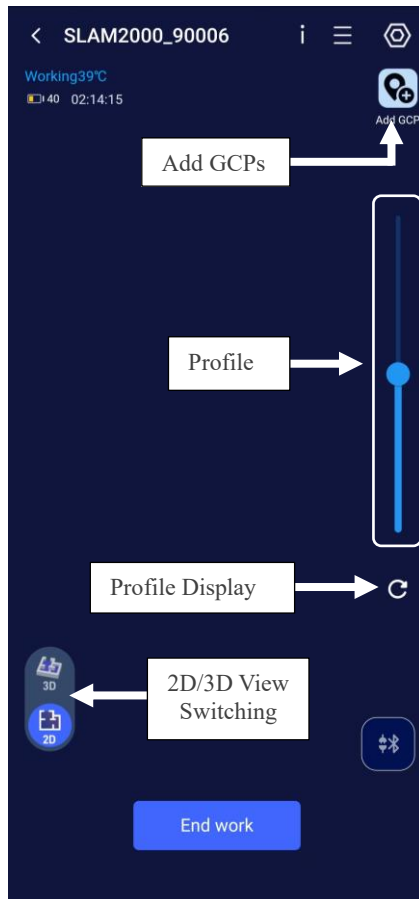 SLAM2000_90006
Working39°C
40 02:14:15
Add GCP
Add GCPs
Profile
Profile Display
3D
2D/3D View
Switching
2D
End work